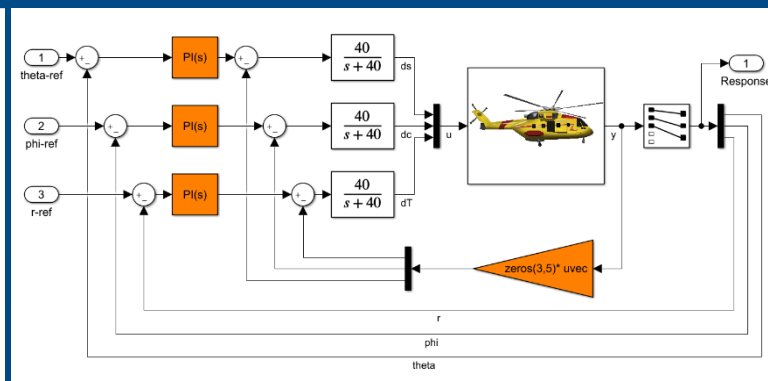 1
theta-ref
+
-
PI(s)
+
-
40
s + 40
ds
2
phi-ref
+
-
PI(s)
+
-
40
s + 40
dc
3
r-ref
+
-
PI(s)
+
-
40
s + 40
dT
u
y
1
Response
zeros(3,5)* uvec
r
phi
theta